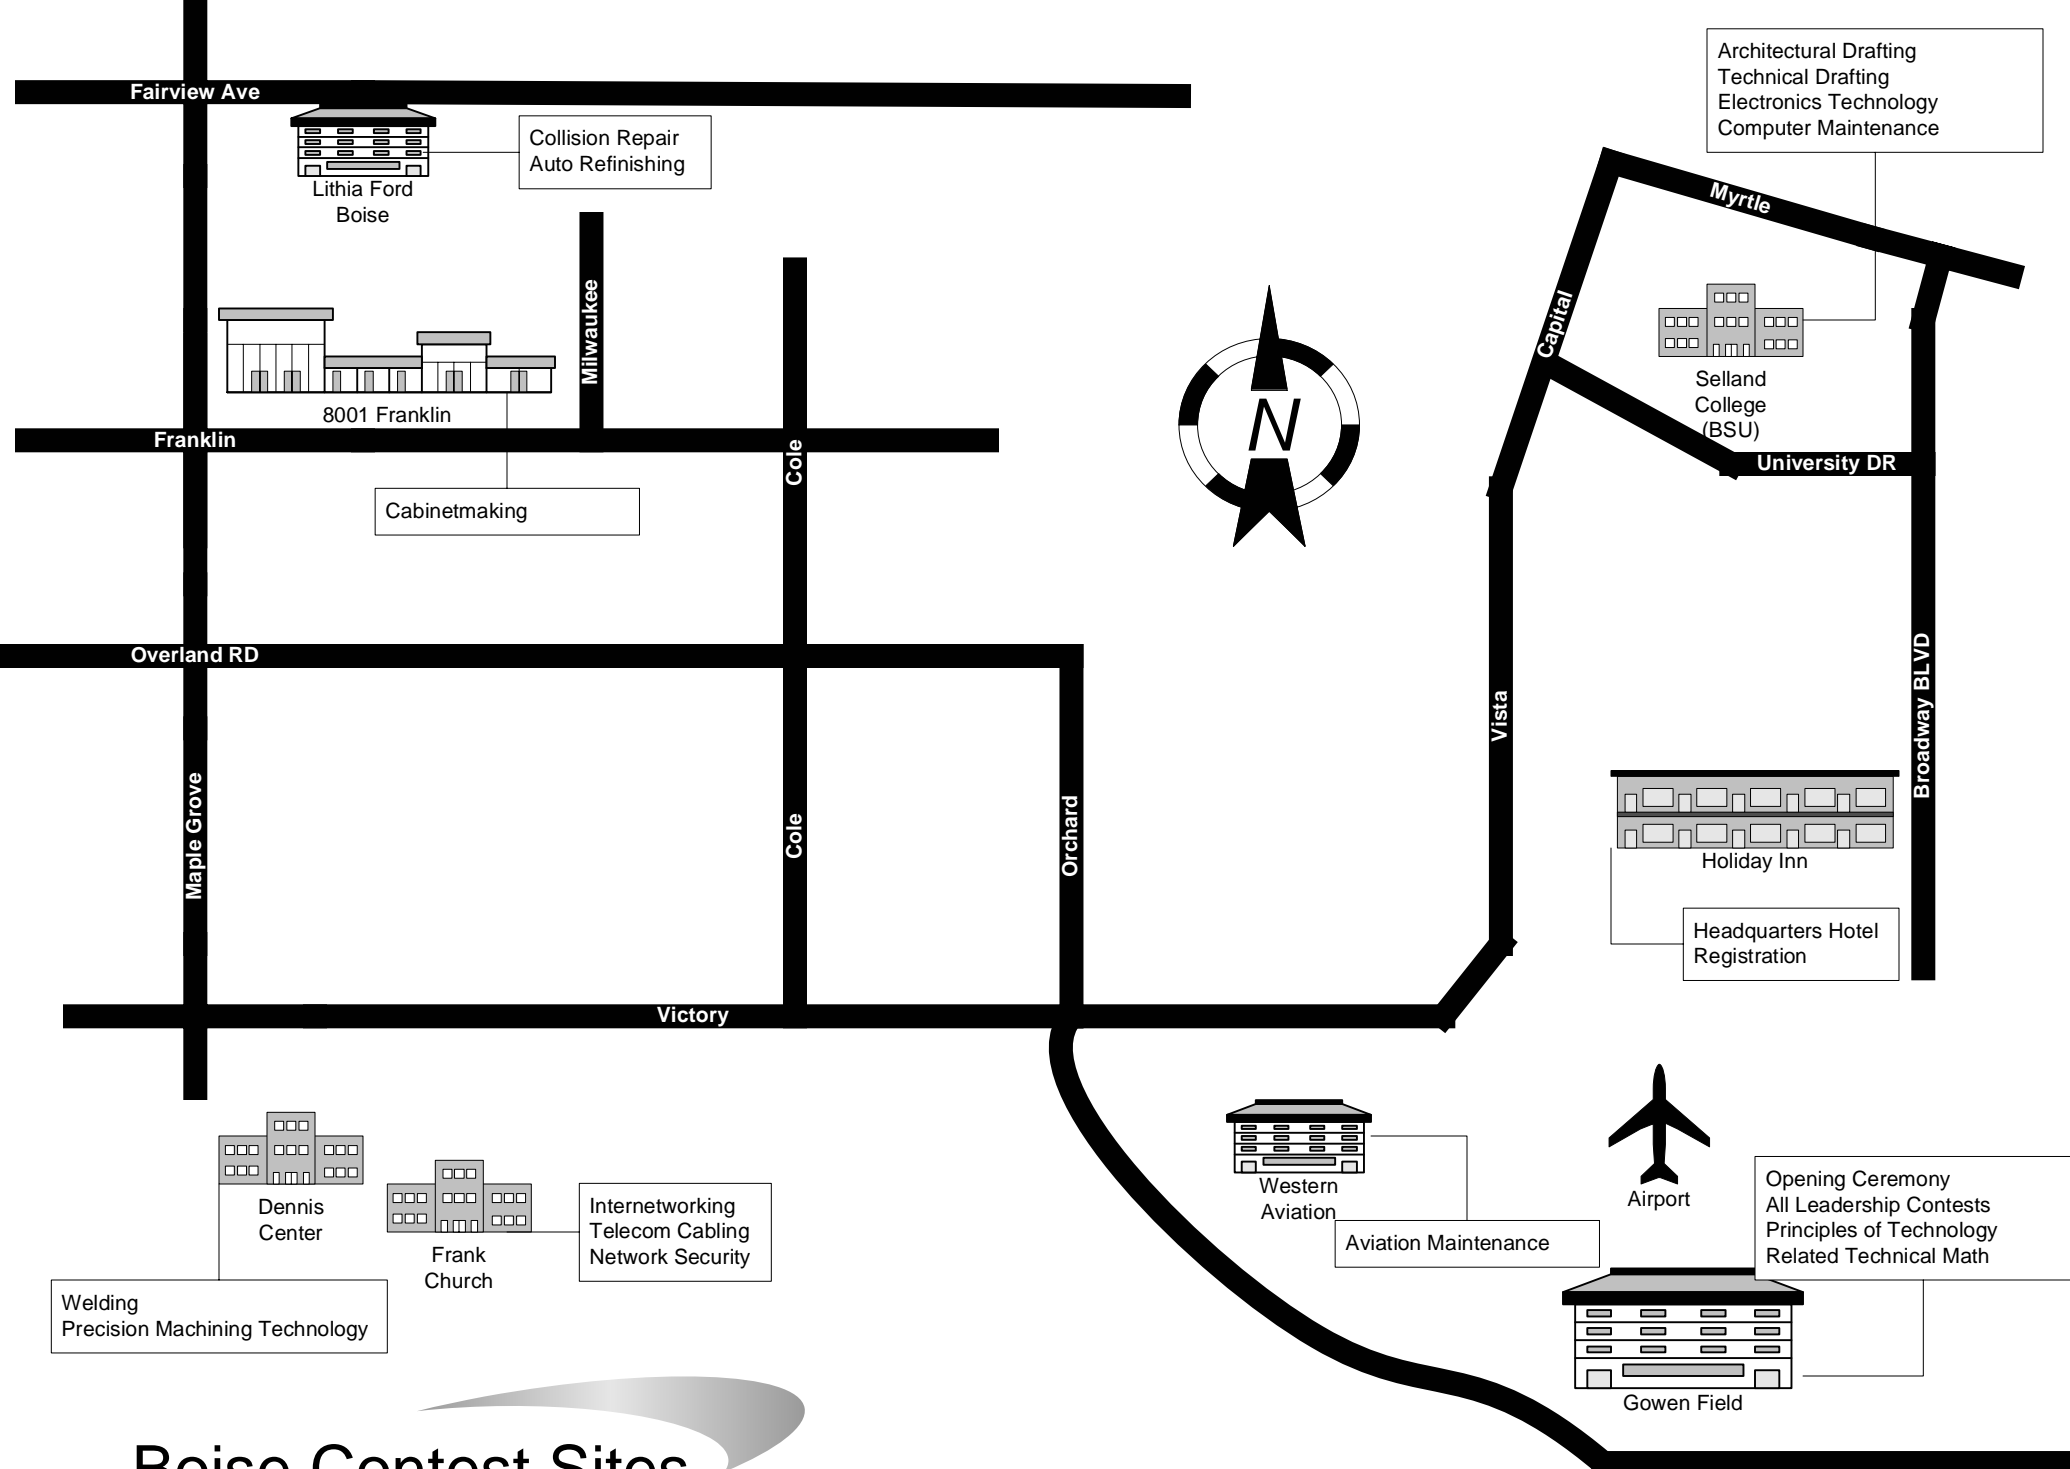 Fairview Ave
Lithia Ford
Boise
Collision Repair
Auto Refinishing
Architectural Drafting
Technical Drafting
Electronics Technology
Computer Maintenance
Myrtle
Capital
Milwaukee
8001 Franklin
Franklin
Cole
Cabinetmaking
N
Selland
College
(BSU)
University DR
Overland RD
Maple Grove
Cole
Orchard
Vista
Broadway BLVD
Holiday Inn
Headquarters Hotel
Registration
Victory
Dennis
Center
Frank
Church
Internetworking
Telecom Cabling
Network Security
Welding
Precision Machining Technology
Western
Aviation
Aviation Maintenance
Airport
Opening Ceremony
All Leadership Contests
Principles of Technology
Related Technical Math
Gowen Field
Boise Contest Sites